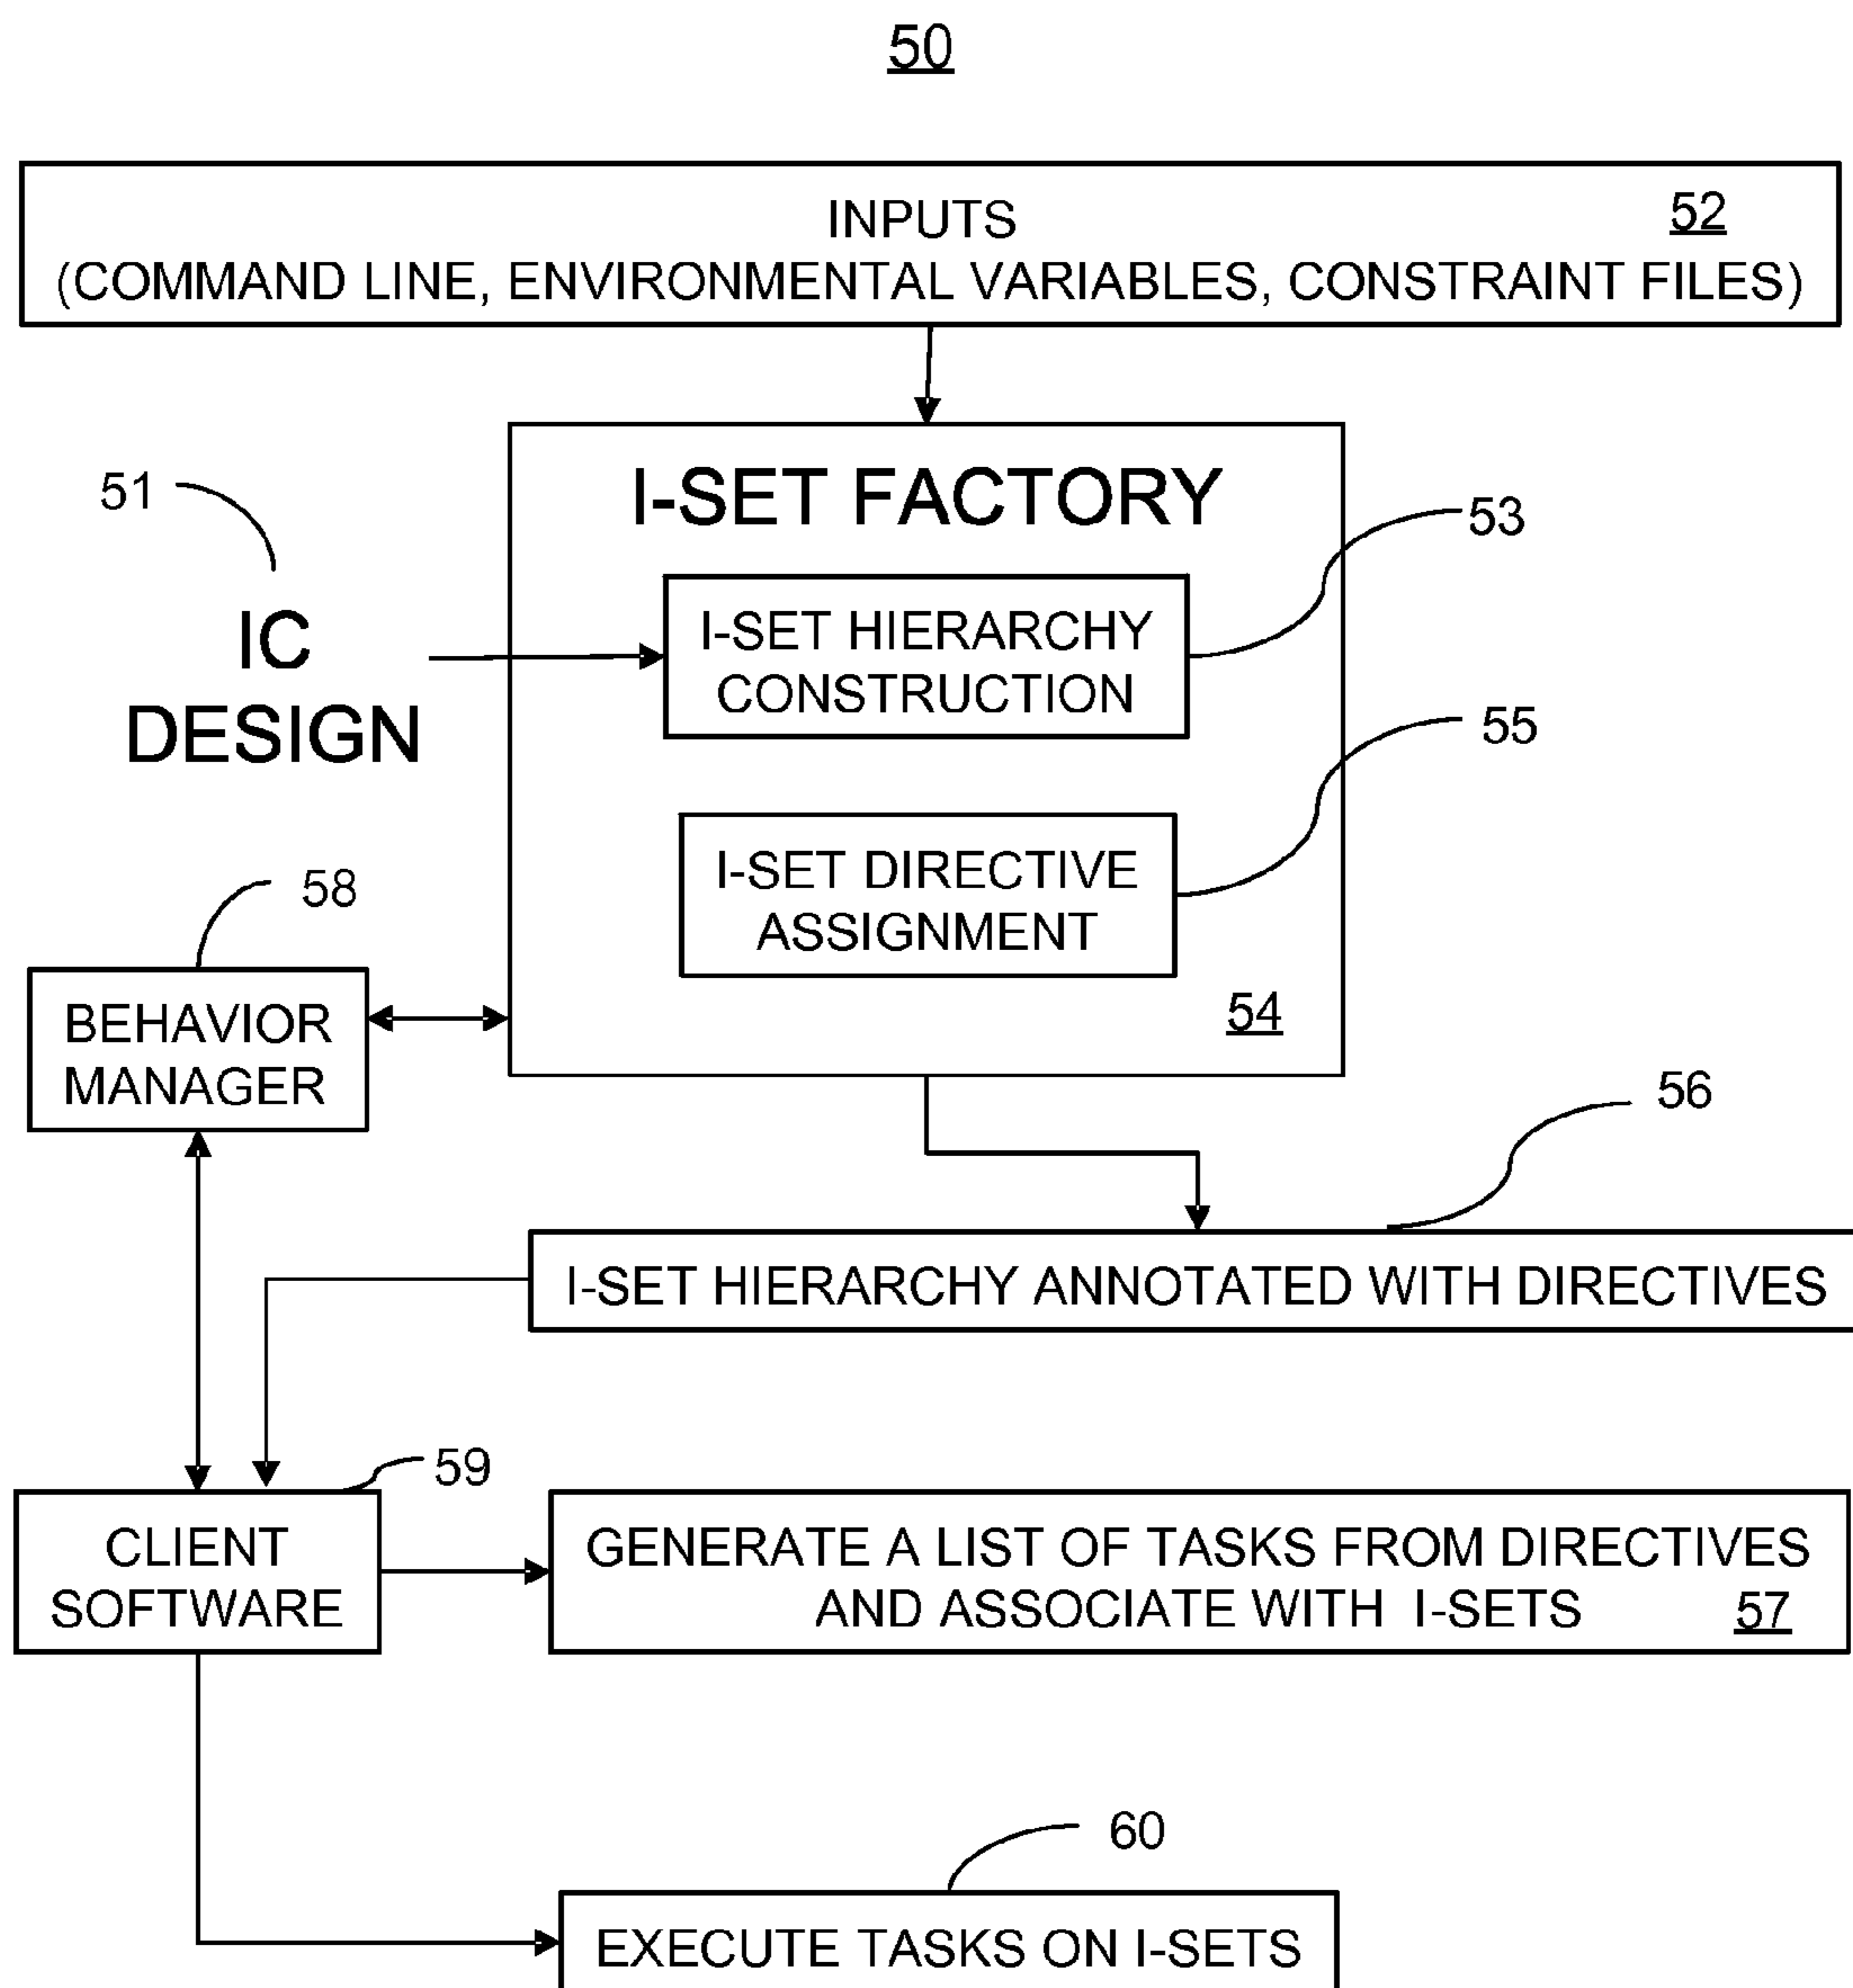 50
INPUTS
52
(COMMAND LINE, ENVIRONMENTAL VARIABLES, CONSTRAINT FILES)
51
I-SET FACTORY
53
IC
DESIGN
I-SET HIERARCHY
CONSTRUCTION
55
I-SET DIRECTIVE
ASSIGNMENT
54
58
BEHAVIOR
MANAGER
56
I-SET HIERARCHY ANNOTATED WITH DIRECTIVES
59
CLIENT
SOFTWARE
GENERATE A LIST OF TASKS FROM DIRECTIVES
AND ASSOCIATE WITH I-SETS
57
60
EXECUTE TASKS ON I-SETS